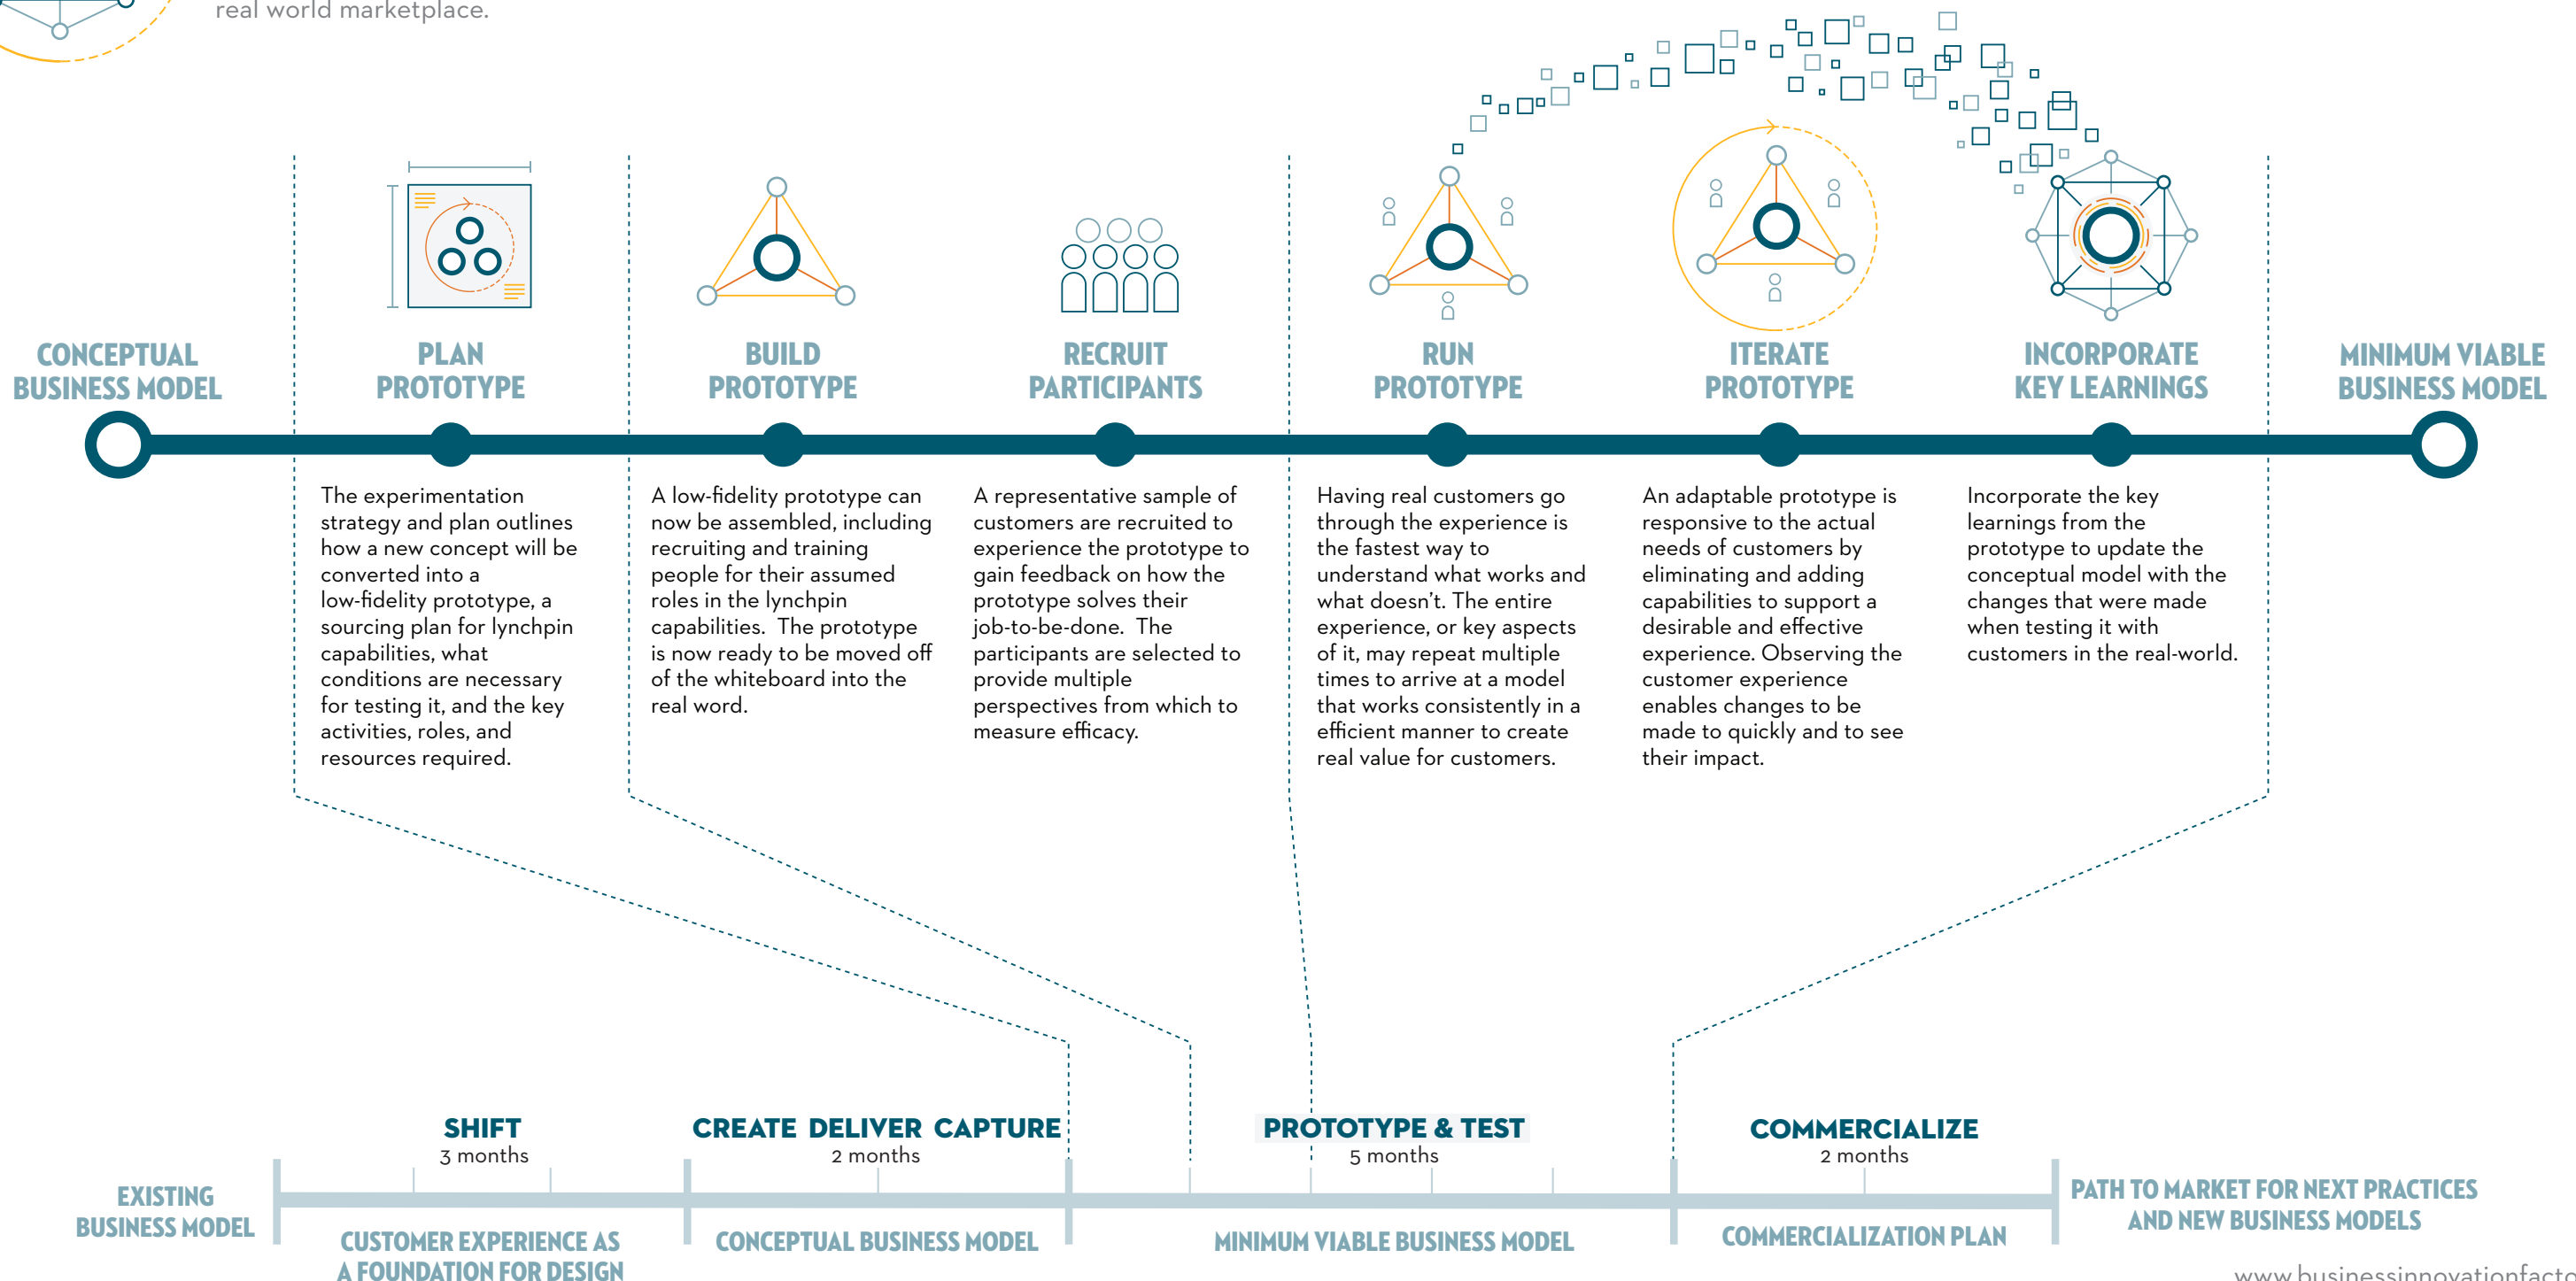 real world marketplace.
CONCEPTUAL
BUSINESS MODEL
PLAN
PROTOTYPE
BUILD
PROTOTYPE
RECRUIT
PARTICIPANTS
RUN
PROTOTYPE
ITERATE
PROTOTYPE
INCORPORATE
KEY LEARNINGS
MINIMUM VIABLE
BUSINESS MODEL
The experimentation
strategy and plan outlines
how a new concept will be
converted into a
low-fidelity prototype, a
sourcing plan for lynchpin
capabilities, what
conditions are necessary
for testing it, and the key
activities, roles, and
resources required.
A low-fidelity prototype can
now be assembled, including
recruiting and training
people for their assumed
roles in the lynchpin
capabilities.  The prototype
is now ready to be moved off
of the whiteboard into the
real word.
A representative sample of
customers are recruited to
experience the prototype to
gain feedback on how the
prototype solves their
job-to-be-done.  The
participants are selected to
provide multiple
perspectives from which to
measure efficacy.
Having real customers go
through the experience is
the fastest way to
understand what works and
what doesn't. The entire
experience, or key aspects
of it, may repeat multiple
times to arrive at a model
that works consistently in a
efficient manner to create
real value for customers.
An adaptable prototype is
responsive to the actual
needs of customers by
eliminating and adding
capabilities to support a
desirable and effective
experience. Observing the
customer experience
enables changes to be
made to quickly and to see
their impact.
Incorporate the key
learnings from the
prototype to update the
conceptual model with the
changes that were made
when testing it with
customers in the real-world.
SHIFT
3 months
CREATE DELIVER CAPTURE
2 months
PROTOTYPE & TEST
5 months
COMMERCIALIZE
2 months
EXISTING
BUSINESS MODEL
CUSTOMER EXPERIENCE AS
A FOUNDATION FOR DESIGN
CONCEPTUAL BUSINESS MODEL
MINIMUM VIABLE BUSINESS MODEL
COMMERCIALIZATION PLAN
PATH TO MARKET FOR NEXT PRACTICES
AND NEW BUSINESS MODELS
www.businessinnovationfacto